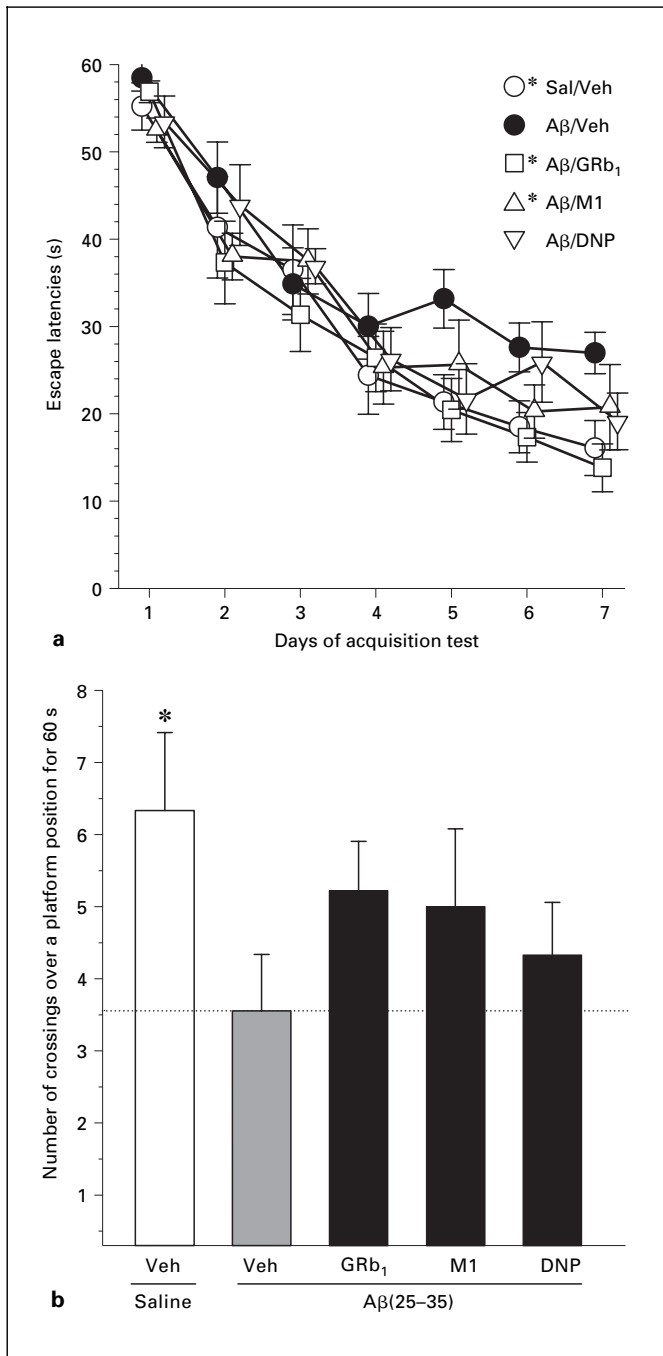 60
50
40
30
20
10
0
Escape latencies (s)
* Sal/Veh
Aβ/Veh
* Aβ/GRb₁
* Aβ/M1
Aβ/DNP
1 2 3 4 5 6 7
a
Days of acquisition test
8
7
6
5
4
3
2
1
Number of crossings over a platform position for 60 s
*
Veh Veh GRb₁ M1 DNP
b
Saline Aβ(25–35)